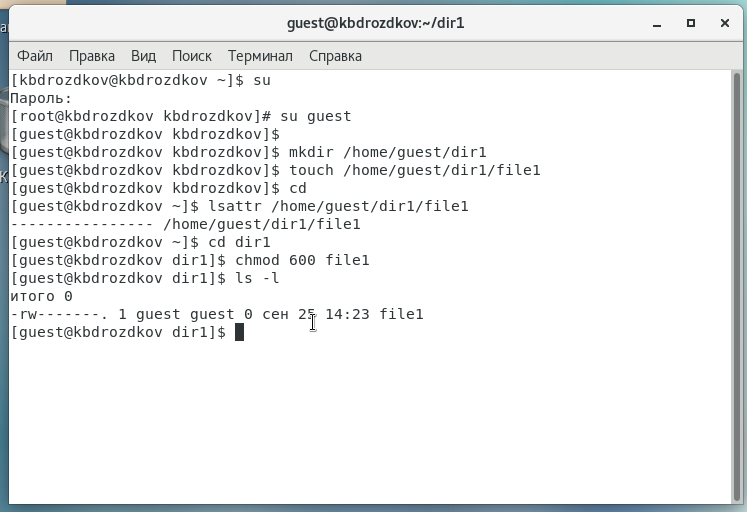 guest@kbdrozdkov:~/dir1
Файл Правка Вид Поиск Терминал Справка
[kbdrozdkov@kbdrozdkov ~]$ su
Пароль:
[root@kbdrozdkov kbdrozdkov]# su guest
[guest@kbdrozdkov kbdrozdkov]$
[guest@kbdrozdkov kbdrozdkov]$ mkdir /home/guest/dir1
[guest@kbdrozdkov kbdrozdkov]$ touch /home/guest/dir1/file1
[guest@kbdrozdkov kbdrozdkov]$ cd
[guest@kbdrozdkov ~]$ lsattr /home/guest/dir1/file1
---------------- /home/guest/dir1/file1
[guest@kbdrozdkov ~]$ cd dir1
[guest@kbdrozdkov dir1]$ chmod 600 file1
[guest@kbdrozdkov dir1]$ ls -l
итого 0
-rw-------. 1 guest guest 0 сен 25 14:23 file1
[guest@kbdrozdkov dir1]$